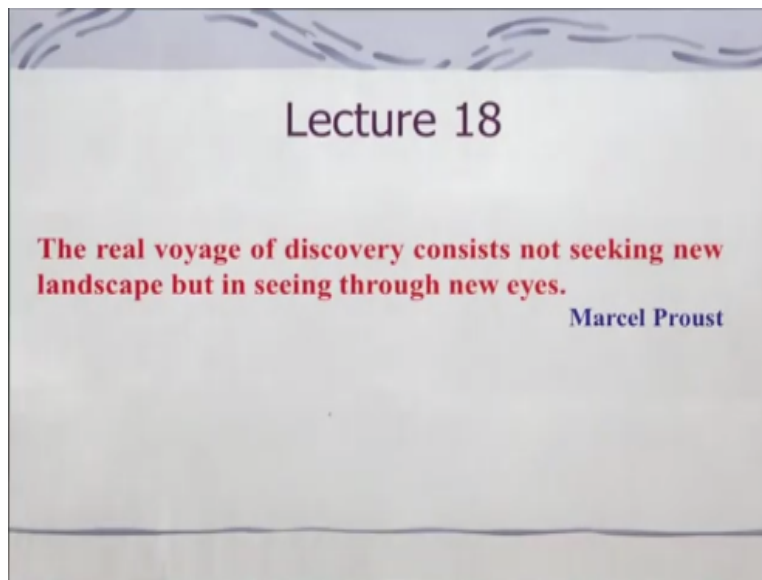 Lecture 18
The real voyage of discovery consists not seeking new
landscape but in seeing through new eyes.
Marcel Proust